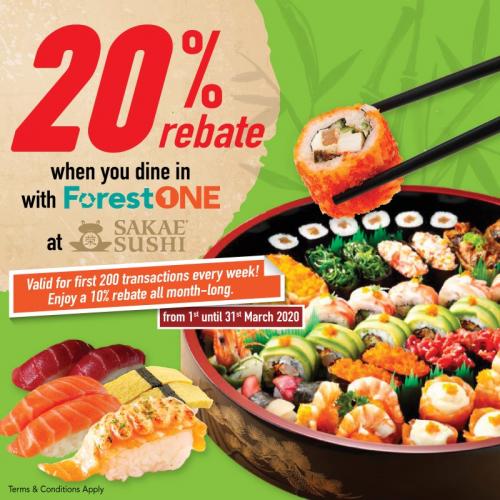 20%
rebate
when you dine in
with ForestONE
at SAKAE
SUSHI
Valid for first 200 transactions every week!
Enjoy a 10% rebate all month-long.
from 1st until 31st March 2020
Terms & Conditions Apply